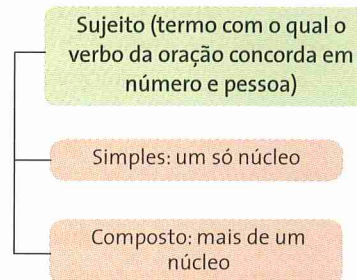 Sujeito (termo com o qual o
verbo da oração concorda em
número e pessoa)
Simples: um só núcleo
Composto: mais de um
núcleo